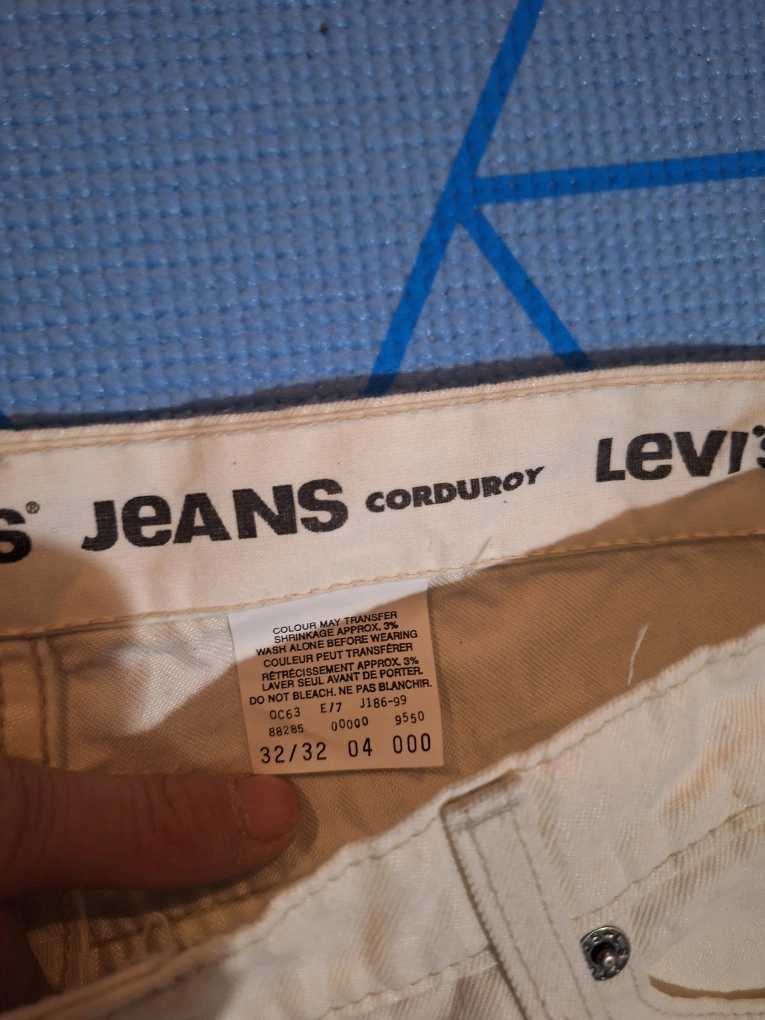 S® JEANS CORDUROY LEVI'S
COLOUR MAY TRANSFER
SHRINKAGE APPROX. 3%
WASH ALONE BEFORE WEARING
COULEUR PEUT TRANSFÉRER
RÉTRÉCISSEMENT APPROX. 3%
LAVER SEUL AVANT DE PORTER.
DO NOT BLEACH. NE PAS BLANCHIR.
OC63 E/7 J186-99
88285 00000 9550
32/32 04 000